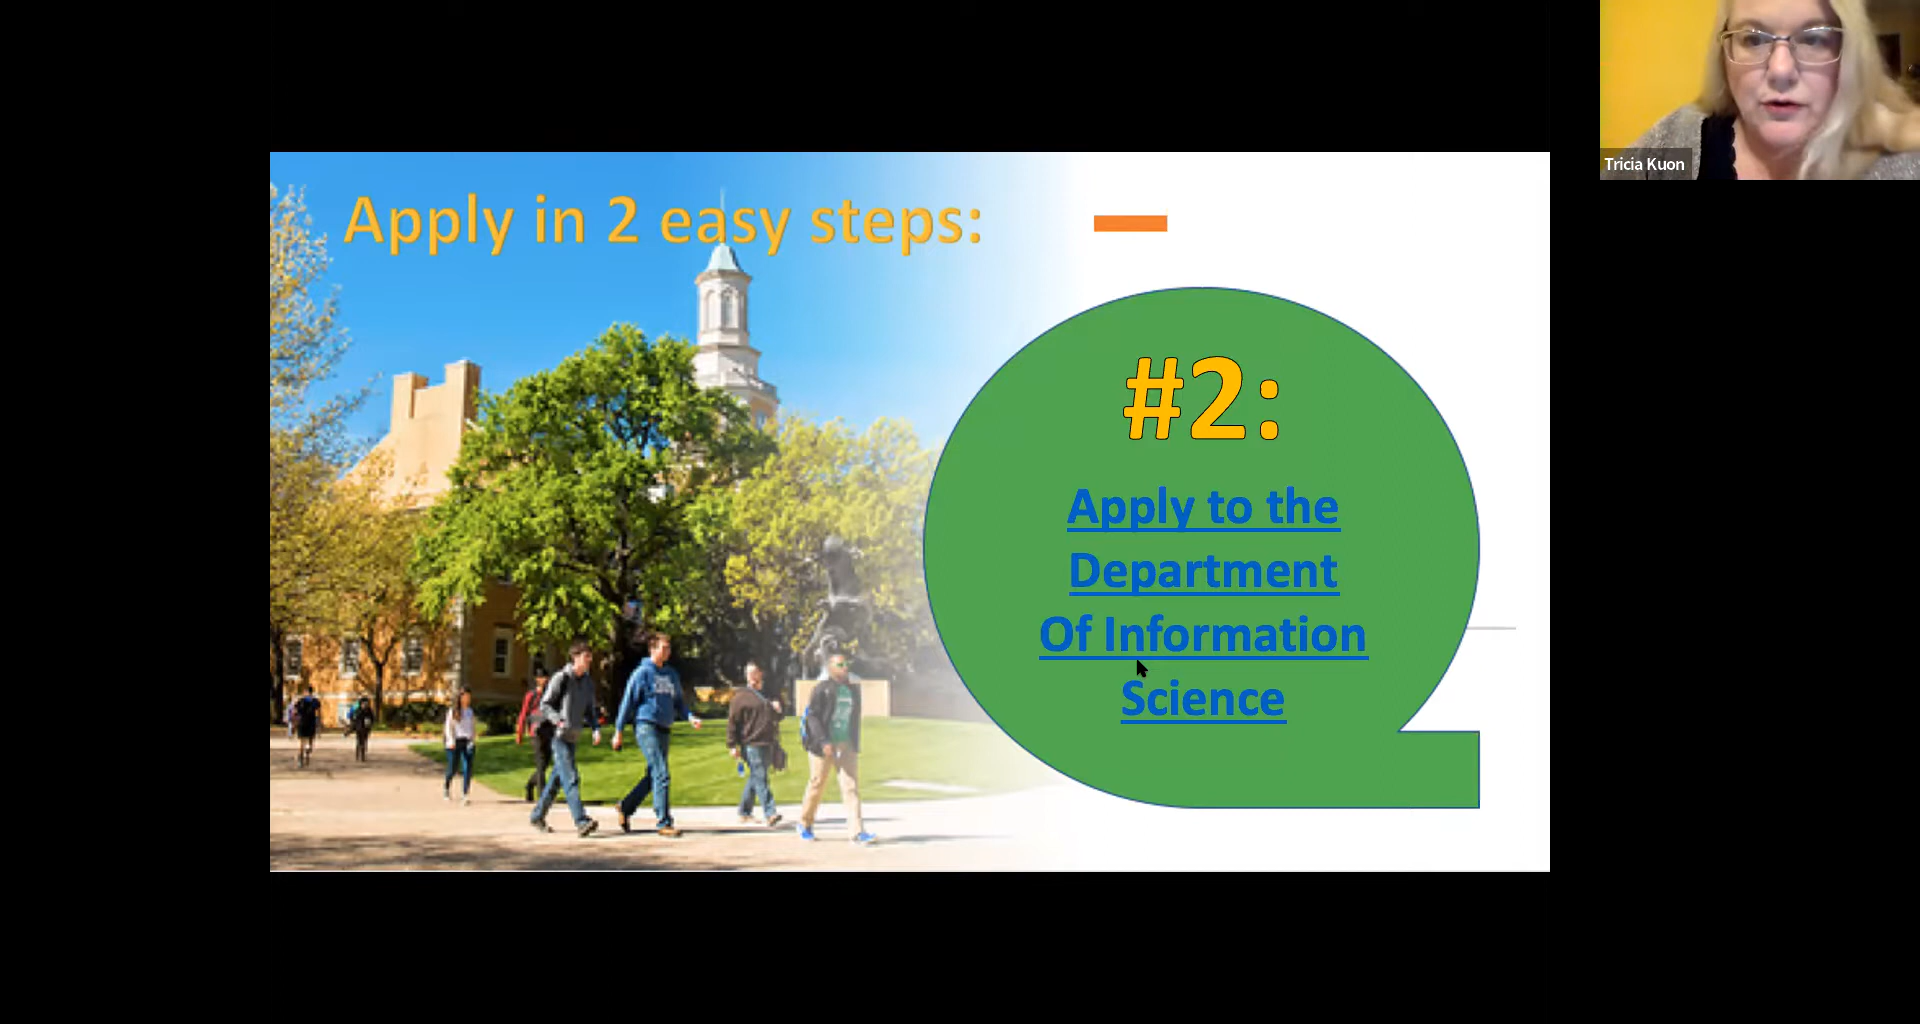 Apply in 2 easy steps:
#2:
Apply to the
Department
Of Information
Science
Tricia Kuon